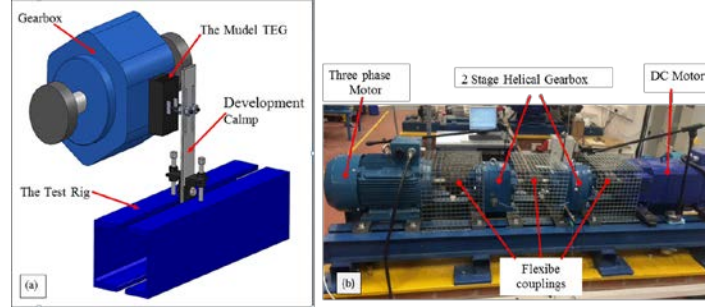 Gearbox
The Mudel TEG
Development
Calmp
The Test Rig
(a)
Three phase
Motor
2 Stage Helical Gearbox
DC Motor
Flexibe
couplings
(b)